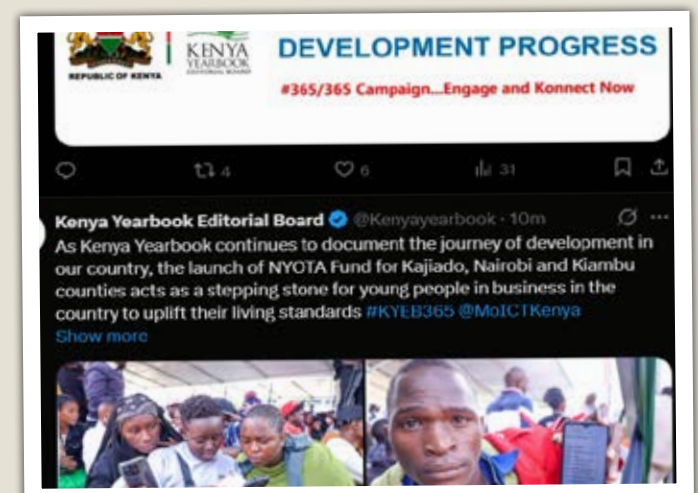 REPUBLIC OF KENYA
KENYA
YEARBOOK
EDITORIAL BOARD
DEVELOPMENT PROGRESS
#365/365 Campaign...Engage and Konnect Now
4
6
31
Kenya Yearbook Editorial Board @Kenyayearbook · 10m
As Kenya Yearbook continues to document the journey of development in
our country, the launch of NYOTA Fund for Kajiado, Nairobi and Kiambu
counties acts as a stepping stone for young people in business in the
country to uplift their living standards #KYEB365 @MoICTKenya
Show more